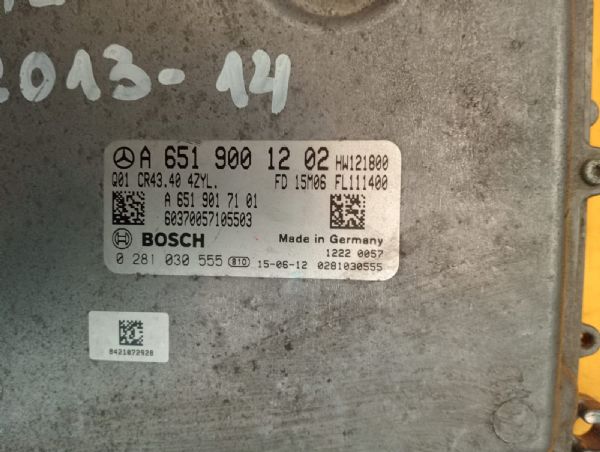 2013-14
A 651 900 12 02 HW121800
Q01 CR43.40 4ZYL. FD 15M06 FL111400
A 651 901 71 01
60370057105503
BOSCH Made in Germany
1222 0057
0 281 030 555 810 15-06-12 0281030555
8421072928